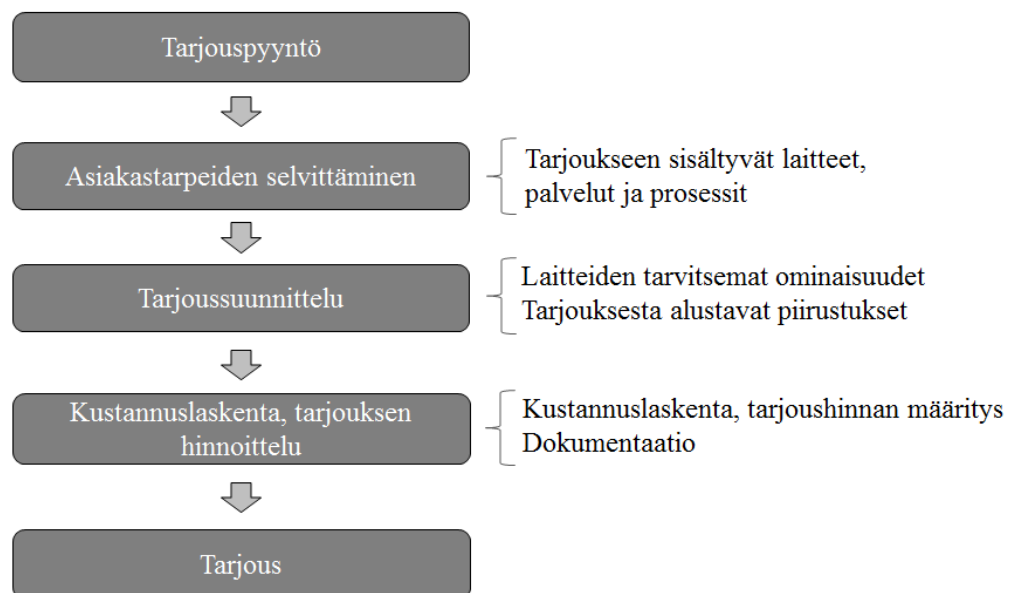 Tarjouspyyntö
Asiakastarpeiden selvittäminen
Tarjoukseen sisältyvät laitteet,
palvelut ja prosessit
Tarjoussuunnittelu
Laitteiden tarvitsemat ominaisuudet
Tarjouksesta alustavat piirustukset
Kustannuslaskenta, tarjouksen
hinnoittelu
Kustannuslaskenta, tarjoushinnan määritys
Dokumentaatio
Tarjous